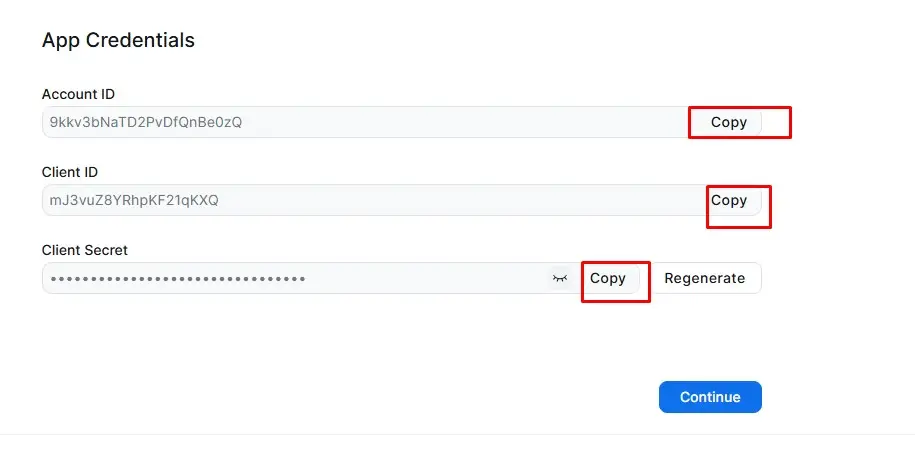 App Credentials
Account ID
9kkv3bNaTD2PvDfQnBe0zQ Copy
Client ID
mJ3vuZ8YRhpKF21qKXQ Copy
Client Secret
•••••••••••••••••••••••••••••••• Copy Regenerate
Continue